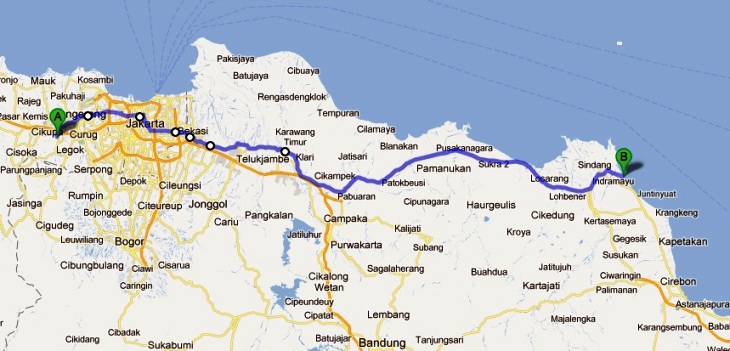 Pakisjaya
Cibuaya
Mauk
Kosambi
Batujaya
Rajeg
Pakuhaji
Rengasdengklok
Pasar Kemis
A
Jakarta
Tempuran
Cikupa
Curug
Bekasi
Karawang
Timur
Cilamaya
Blanakan
Pusakanagara
Cisoka
Legok
Telukjambe
Klari
Jatisari
Pamanukan
Sukra 2
Sindang
B
Parungpanjang
Serpong
Cikampek
Patokbeusi
Losarang
Indramayu
Cileungsi
Pabuaran
Lohbener
Juntinyuat
Jasinga
Rumpin
Citeureup
Jonggol
Cipunagara
Haurgeulis
Bojonggede
Pangkalan
Campaka
Cikedung
Krangkeng
Cigudeg
Cariu
Kalijati
Kroya
Kertasemaya
Leuwiliang
Bogor
Jatiluhur
Purwakarta
Subang
Gegesik
Kapetakan
Cibungbulang
Ciawi
Cisarua
Sagalaherang
Jatitujuh
Susukan
Caringin
Cikalong
Wetan
Buahdua
Ciwaringin
Cirebon
Kartajati
Palimanan
Cipeundeuy
Astanajapura
Cikidang
Cibadak
Cipatat
Lembang
Majalengka
Karangsembung
Sukabumi
Batujajar
Bandung
Tanjungsari